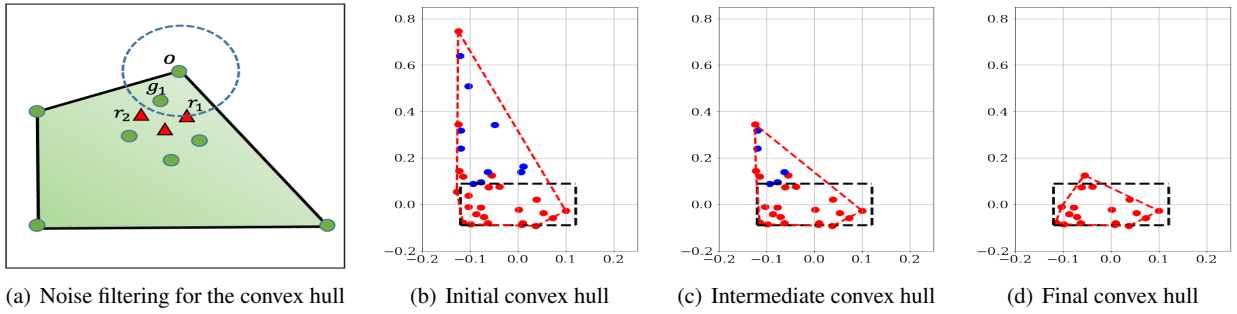 o
g₁
r₂
r₁
0.8
0.6
0.4
0.2
0.0
−0.2
−0.2 −0.1 0.0 0.1 0.2
0.8
0.6
0.4
0.2
0.0
−0.2
−0.2 −0.1 0.0 0.1 0.2
0.8
0.6
0.4
0.2
0.0
−0.2
−0.2 −0.1 0.0 0.1 0.2
(a) Noise filtering for the convex hull
(b) Initial convex hull
(c) Intermediate convex hull
(d) Final convex hull